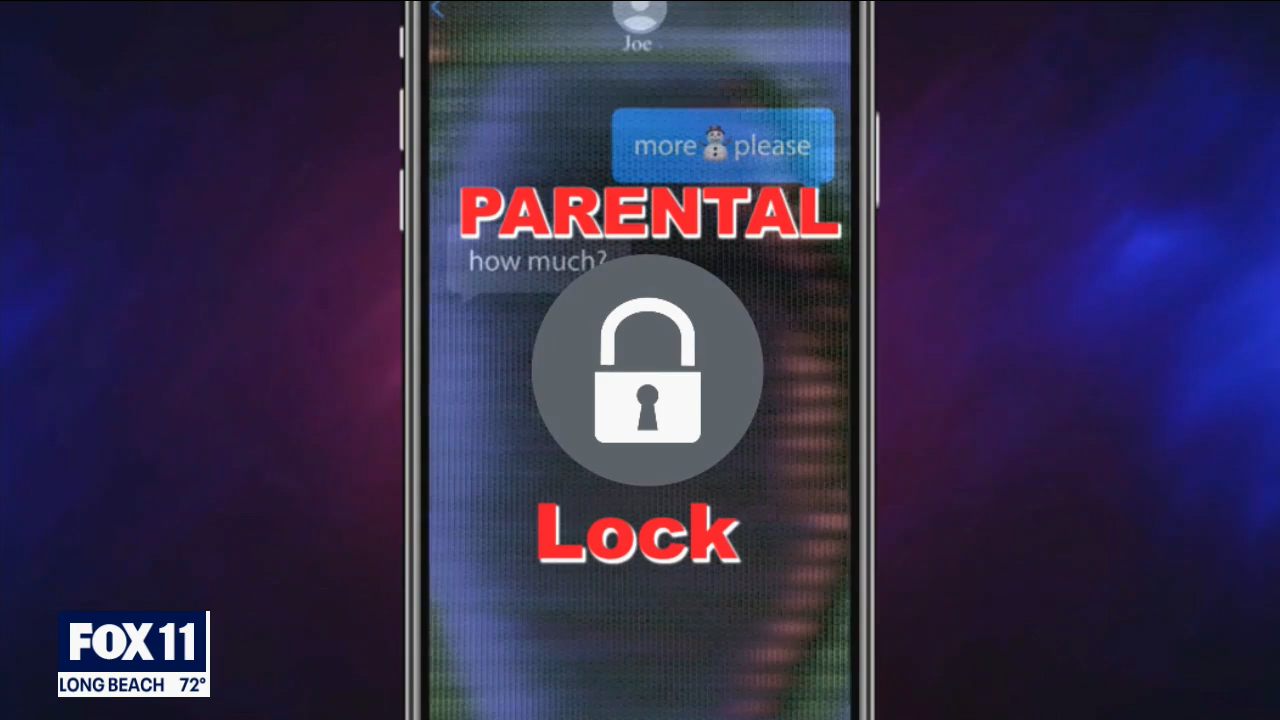 Joe
more ⛄ please
PARENTAL
how much?
Lock
FOX 11
LONG BEACH 72°